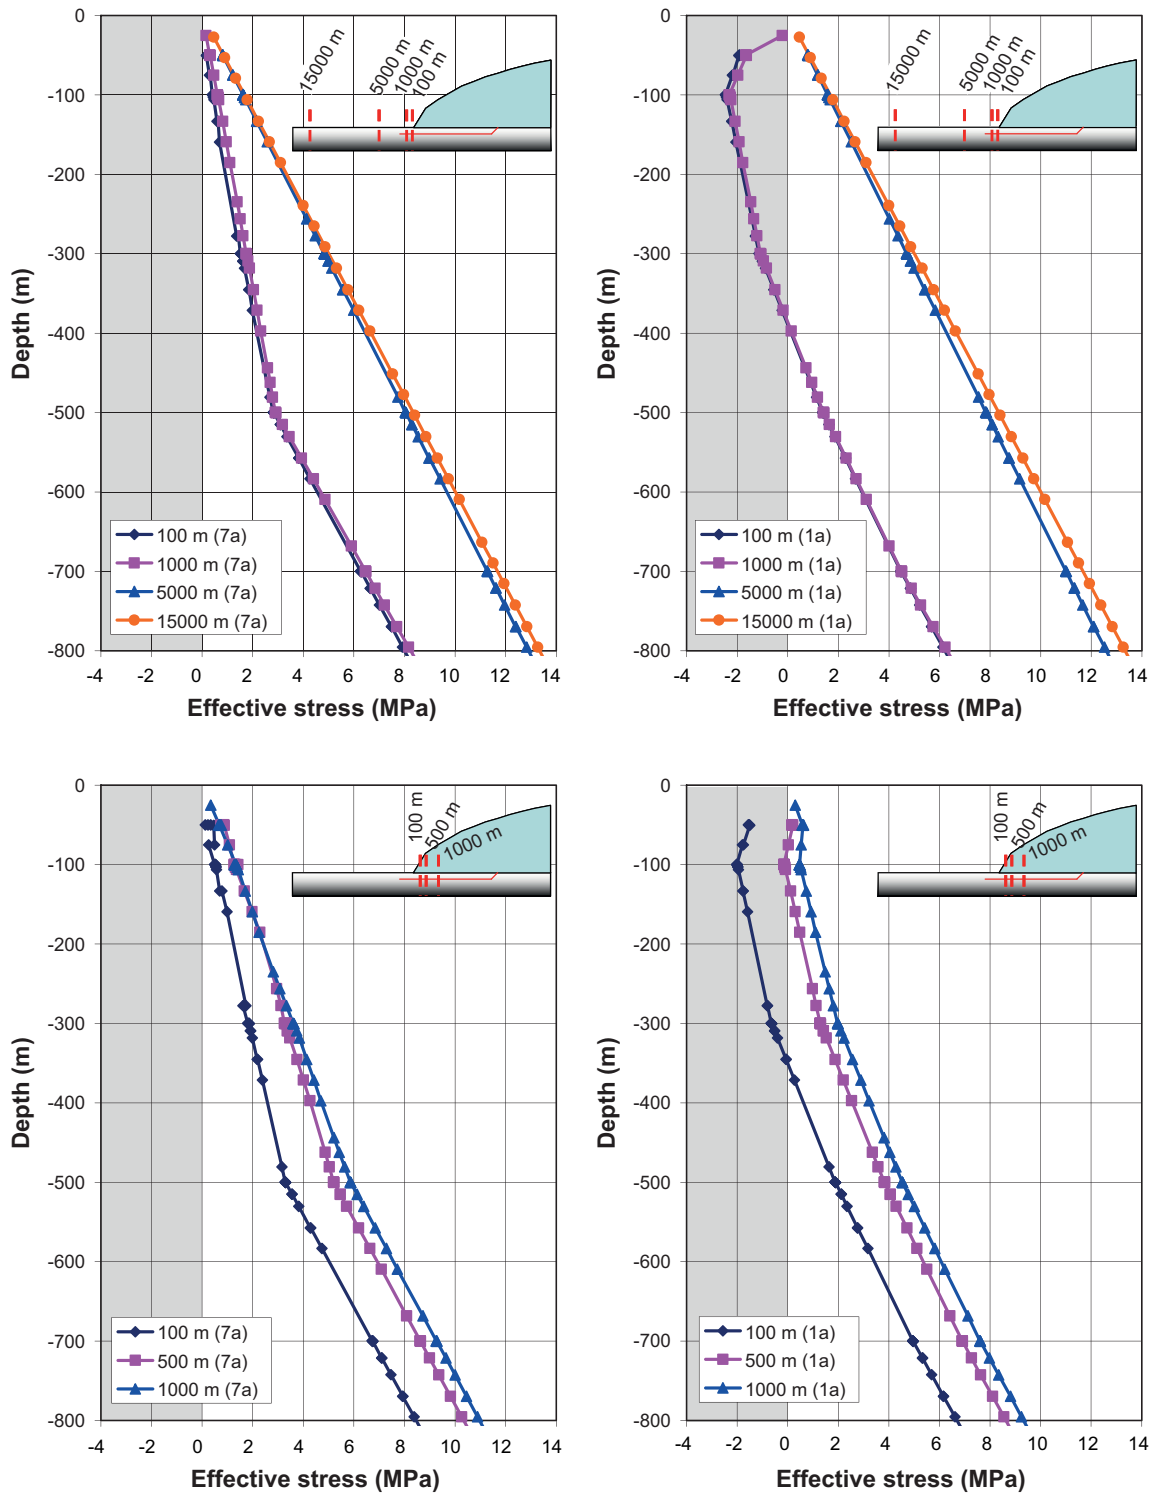 0
-100
-200
-300
-400
-500
-600
-700
-800
Depth (m)
15000 m
5000 m
1000 m
100 m
100 m (7a)
1000 m (7a)
5000 m (7a)
15000 m (7a)
-4 -2 0 2 4 6 8 10 12 14
Effective stress (MPa)
0
-100
-200
-300
-400
-500
-600
-700
-800
Depth (m)
15000 m
5000 m
1000 m
100 m
100 m (1a)
1000 m (1a)
5000 m (1a)
15000 m (1a)
-4 -2 0 2 4 6 8 10 12 14
Effective stress (MPa)
0
-100
-200
-300
-400
-500
-600
-700
-800
Depth (m)
100 m
500 m
1000 m
100 m (7a)
500 m (7a)
1000 m (7a)
-4 -2 0 2 4 6 8 10 12 14
Effective stress (MPa)
0
-100
-200
-300
-400
-500
-600
-700
-800
Depth (m)
100 m
500 m
1000 m
100 m (1a)
500 m (1a)
1000 m (1a)
-4 -2 0 2 4 6 8 10 12 14
Effective stress (MPa)